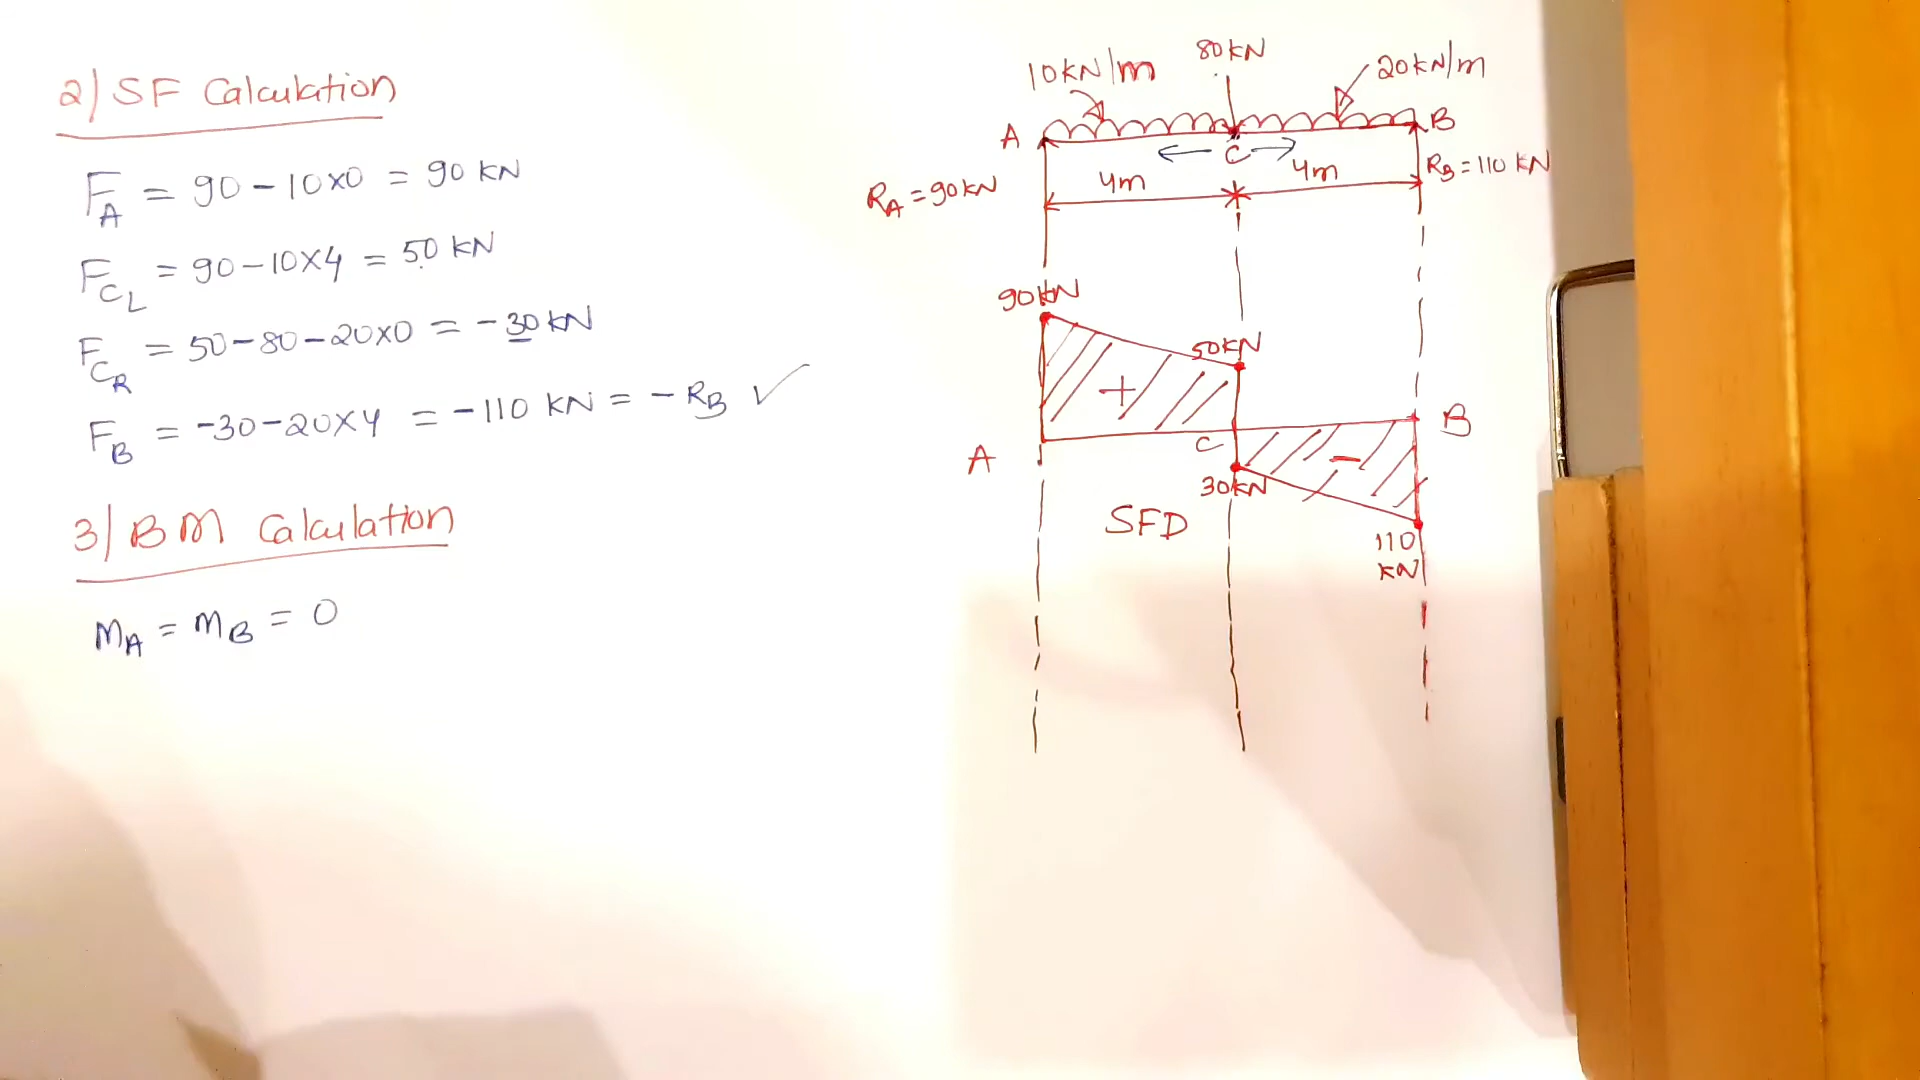 2) SF Calculation
F_A = 90 - 10×0 = 90 KN
F_CL = 90-10×4 = 50 KN
F_CR = 50-80-20×0 = -30 KN
F_B = -30-20×4 = -110 KN = - R_B ✓
3) BM Calculation
M_A = M_B = 0
80KN
10KN/m
20KN/m
A
B
C
4m
4m
R_A = 90KN
R_B = 110 KN
90KN
50KN
+
A
C
B
-
30KN
SFD
110
KN